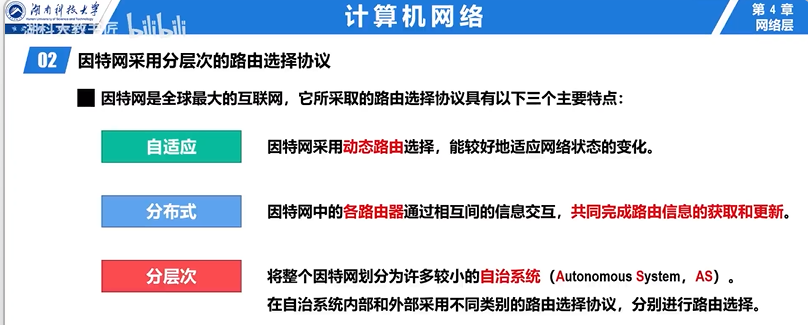 湖南科技大学
计算机网络
第 4 章
网络层
湖科大教书匠 bilibili
02 因特网采用分层次的路由选择协议
因特网是全球最大的互联网，它所采取的路由选择协议具有以下三个主要特点：
自适应 因特网采用动态路由选择，能较好地适应网络状态的变化。
分布式 因特网中的各路由器通过相互间的信息交互，共同完成路由信息的获取和更新。
分层次 将整个因特网划分为许多较小的自治系统（Autonomous System，AS）。
在自治系统内部和外部采用不同类别的路由选择协议，分别进行路由选择。